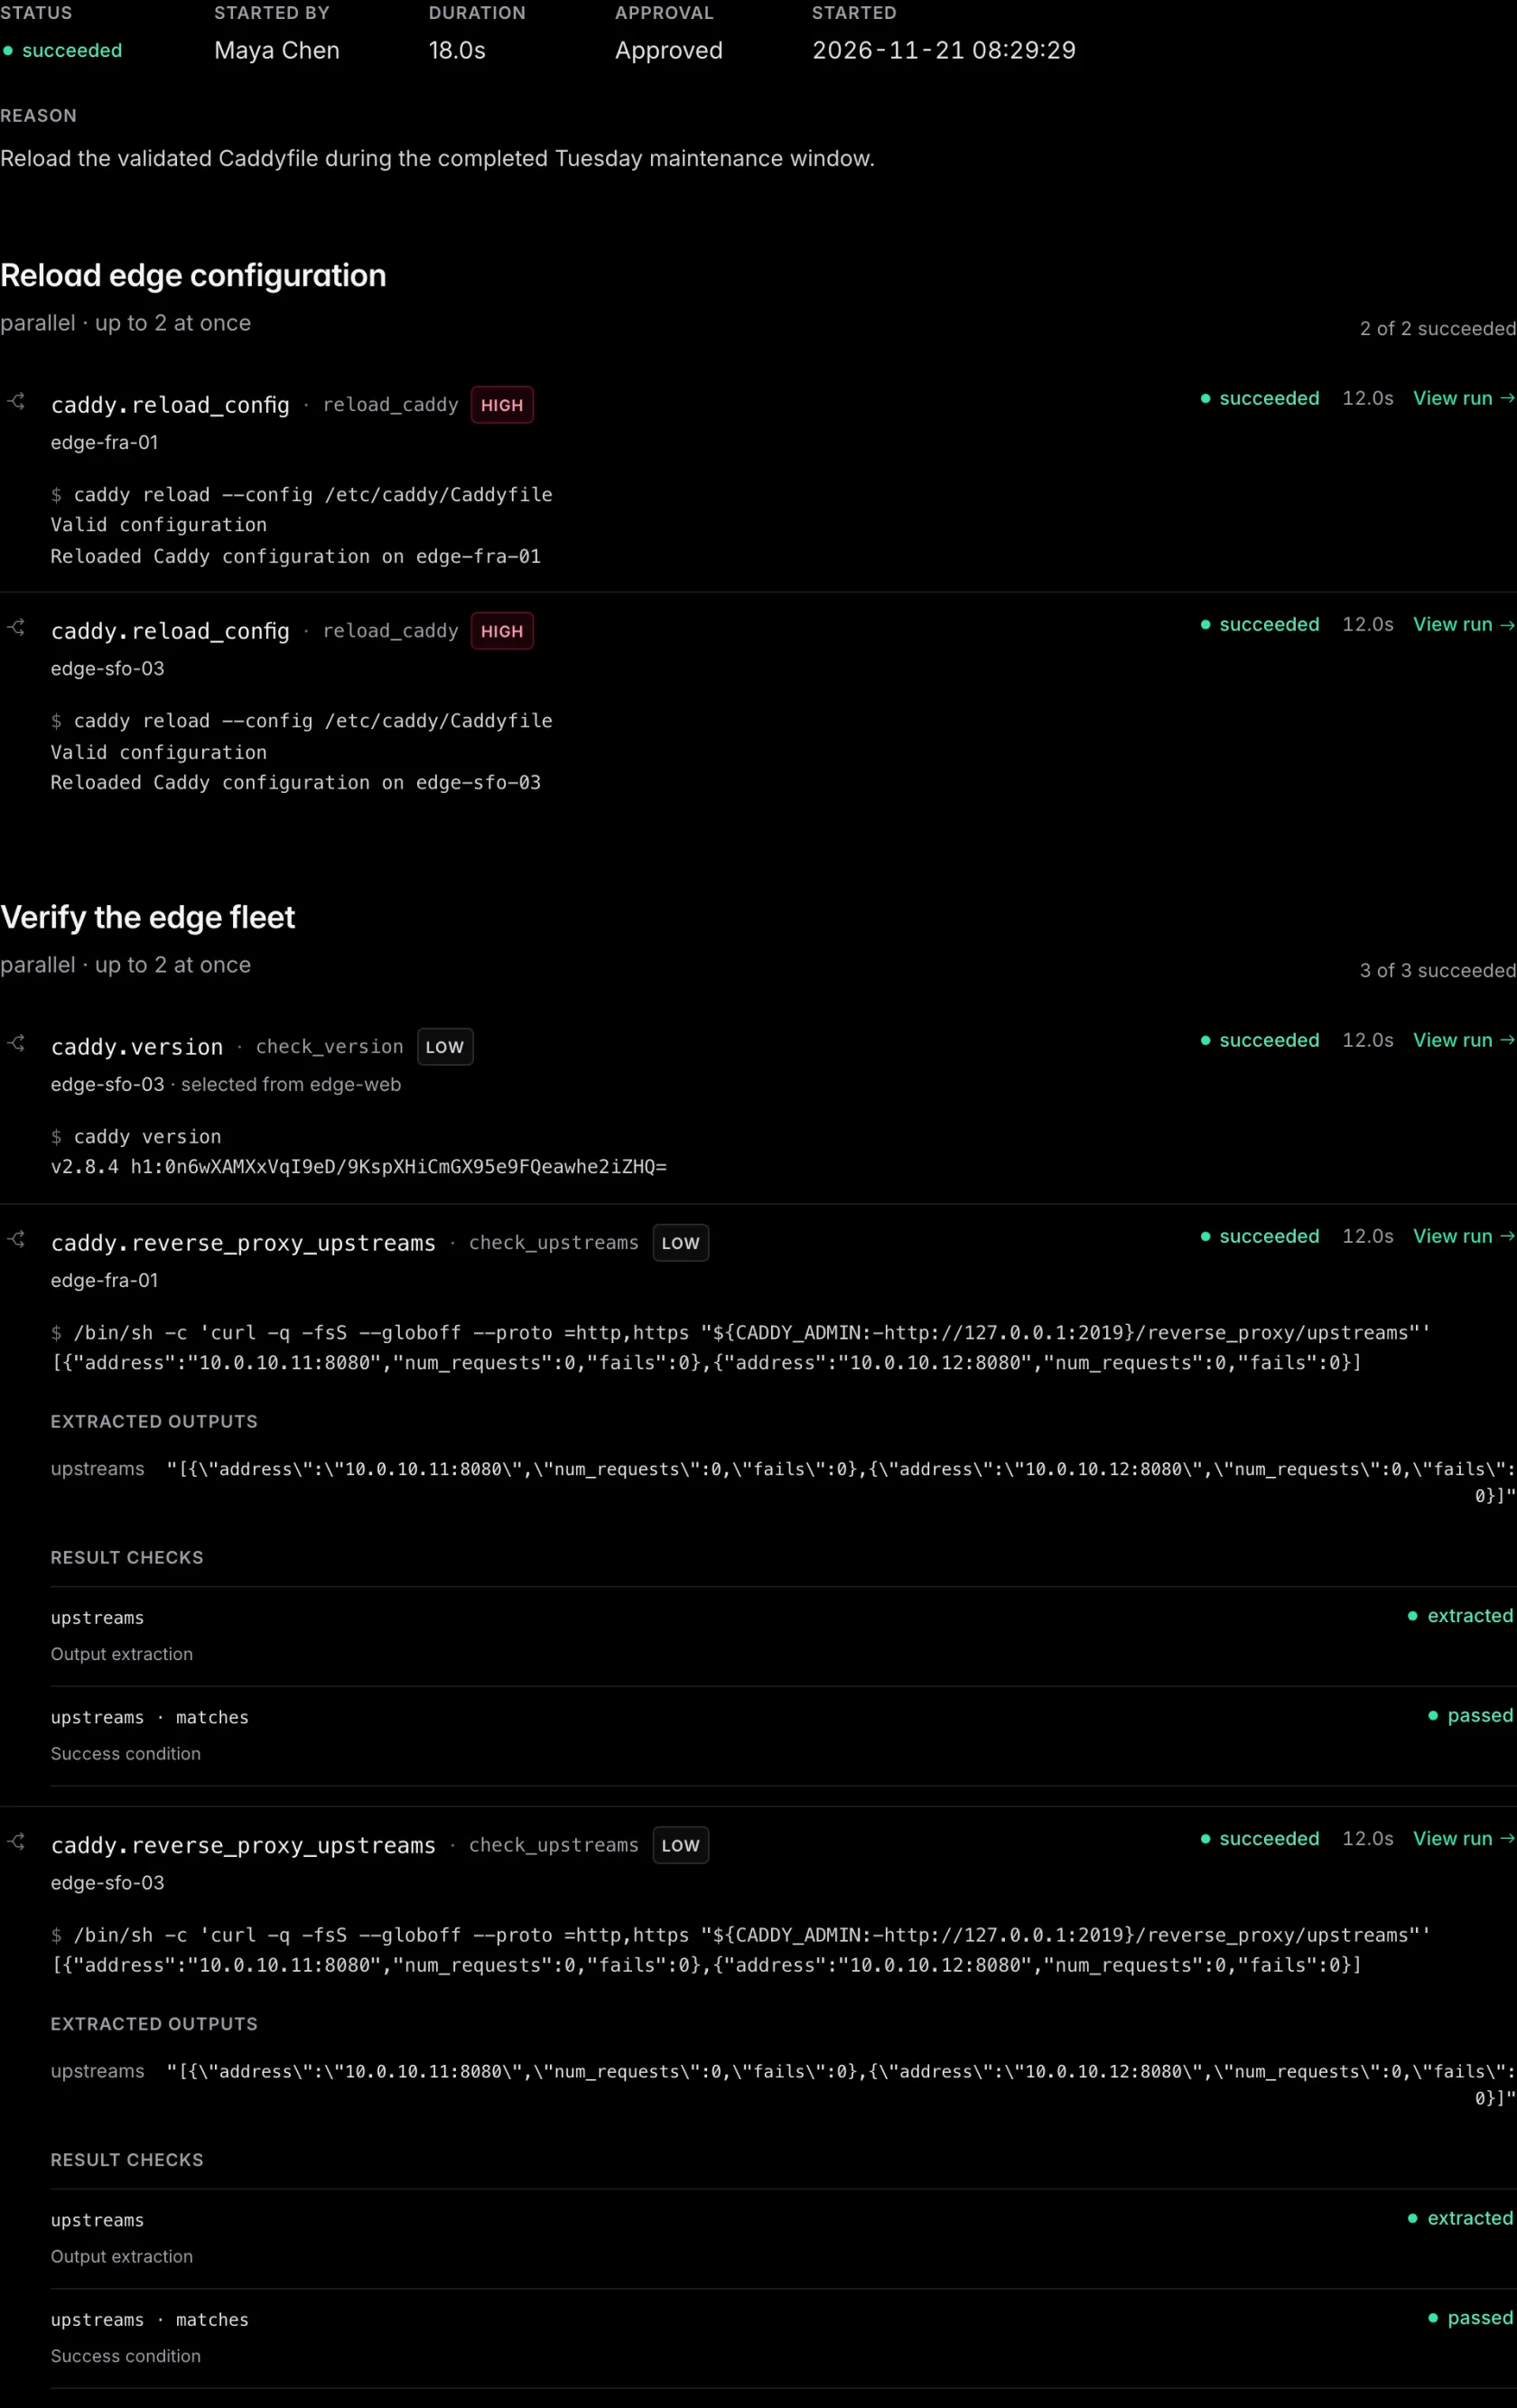 STATUS STARTED BY DURATION APPROVAL STARTED
succeeded Maya Chen 18.0s Approved 2026-11-21 08:29:29
REASON
Reload the validated Caddyfile during the completed Tuesday maintenance window.
Reload edge configuration
parallel · up to 2 at once
2 of 2 succeeded
caddy.reload_config · reload_caddy HIGH succeeded 12.0s View run →
edge-fra-01
$ caddy reload --config /etc/caddy/Caddyfile
Valid configuration
Reloaded Caddy configuration on edge-fra-01
caddy.reload_config · reload_caddy HIGH succeeded 12.0s View run →
edge-sfo-03
$ caddy reload --config /etc/caddy/Caddyfile
Valid configuration
Reloaded Caddy configuration on edge-sfo-03
Verify the edge fleet
parallel · up to 2 at once
3 of 3 succeeded
caddy.version · check_version LOW succeeded 12.0s View run →
edge-sfo-03 · selected from edge-web
$ caddy version
v2.8.4 h1:0n6wXAMXxVqI9eD/9KspXHiCmGX95e9FQeawhe2iZHQ=
caddy.reverse_proxy_upstreams · check_upstreams LOW succeeded 12.0s View run →
edge-fra-01
$ /bin/sh -c 'curl -q -fsS --globoff --proto =http,https "${CADDY_ADMIN:-http://127.0.0.1:2019}/reverse_proxy/upstreams"'
[{"address":"10.0.10.11:8080","num_requests":0,"fails":0},{"address":"10.0.10.12:8080","num_requests":0,"fails":0}]
EXTRACTED OUTPUTS
upstreams "[{\"address\":\"10.0.10.11:8080\",\"num_requests\":0,\"fails\":0},{\"address\":\"10.0.10.12:8080\",\"num_requests\":0,\"fails\":
0}]"
RESULT CHECKS
upstreams extracted
Output extraction
upstreams · matches passed
Success condition
caddy.reverse_proxy_upstreams · check_upstreams LOW succeeded 12.0s View run →
edge-sfo-03
$ /bin/sh -c 'curl -q -fsS --globoff --proto =http,https "${CADDY_ADMIN:-http://127.0.0.1:2019}/reverse_proxy/upstreams"'
[{"address":"10.0.10.11:8080","num_requests":0,"fails":0},{"address":"10.0.10.12:8080","num_requests":0,"fails":0}]
EXTRACTED OUTPUTS
upstreams "[{\"address\":\"10.0.10.11:8080\",\"num_requests\":0,\"fails\":0},{\"address\":\"10.0.10.12:8080\",\"num_requests\":0,\"fails\":
0}]"
RESULT CHECKS
upstreams extracted
Output extraction
upstreams · matches passed
Success condition